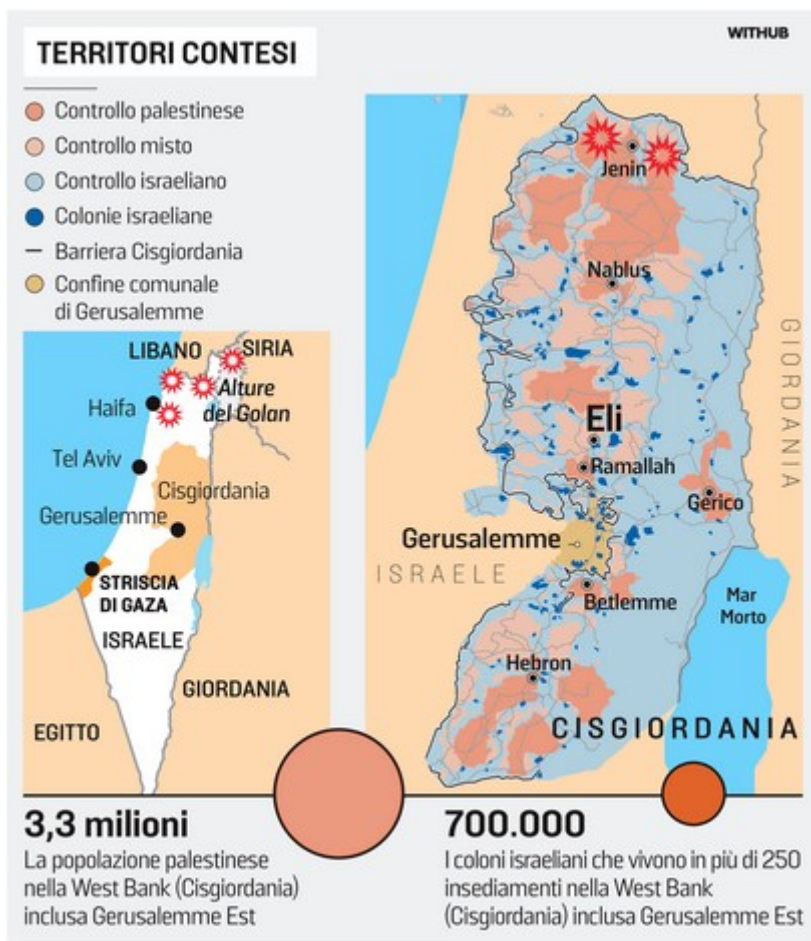 WITHUB
TERRITORI CONTESI
Controllo palestinese
Controllo misto
Controllo israeliano
Colonie israeliane
Barriera Cisgiordania
Confine comunale
di Gerusalemme
LIBANO
SIRIA
Alture
del Golan
Haifa
Tel Aviv
Cisgiordania
Gerusalemme
STRISCIA
DI GAZA
ISRAELE
GIORDANIA
EGITTO
Jenin
Nablus
GIORDANIA
Eli
Ramallah
Gerico
Gerusalemme
ISRAELE
Betlemme
Mar
Morto
Hebron
CISGIORDANIA
3,3 milioni
La popolazione palestinese
nella West Bank (Cisgiordania)
inclusa Gerusalemme Est
700.000
I coloni israeliani che vivono in più di 250
insediamenti nella West Bank
(Cisgiordania) inclusa Gerusalemme Est